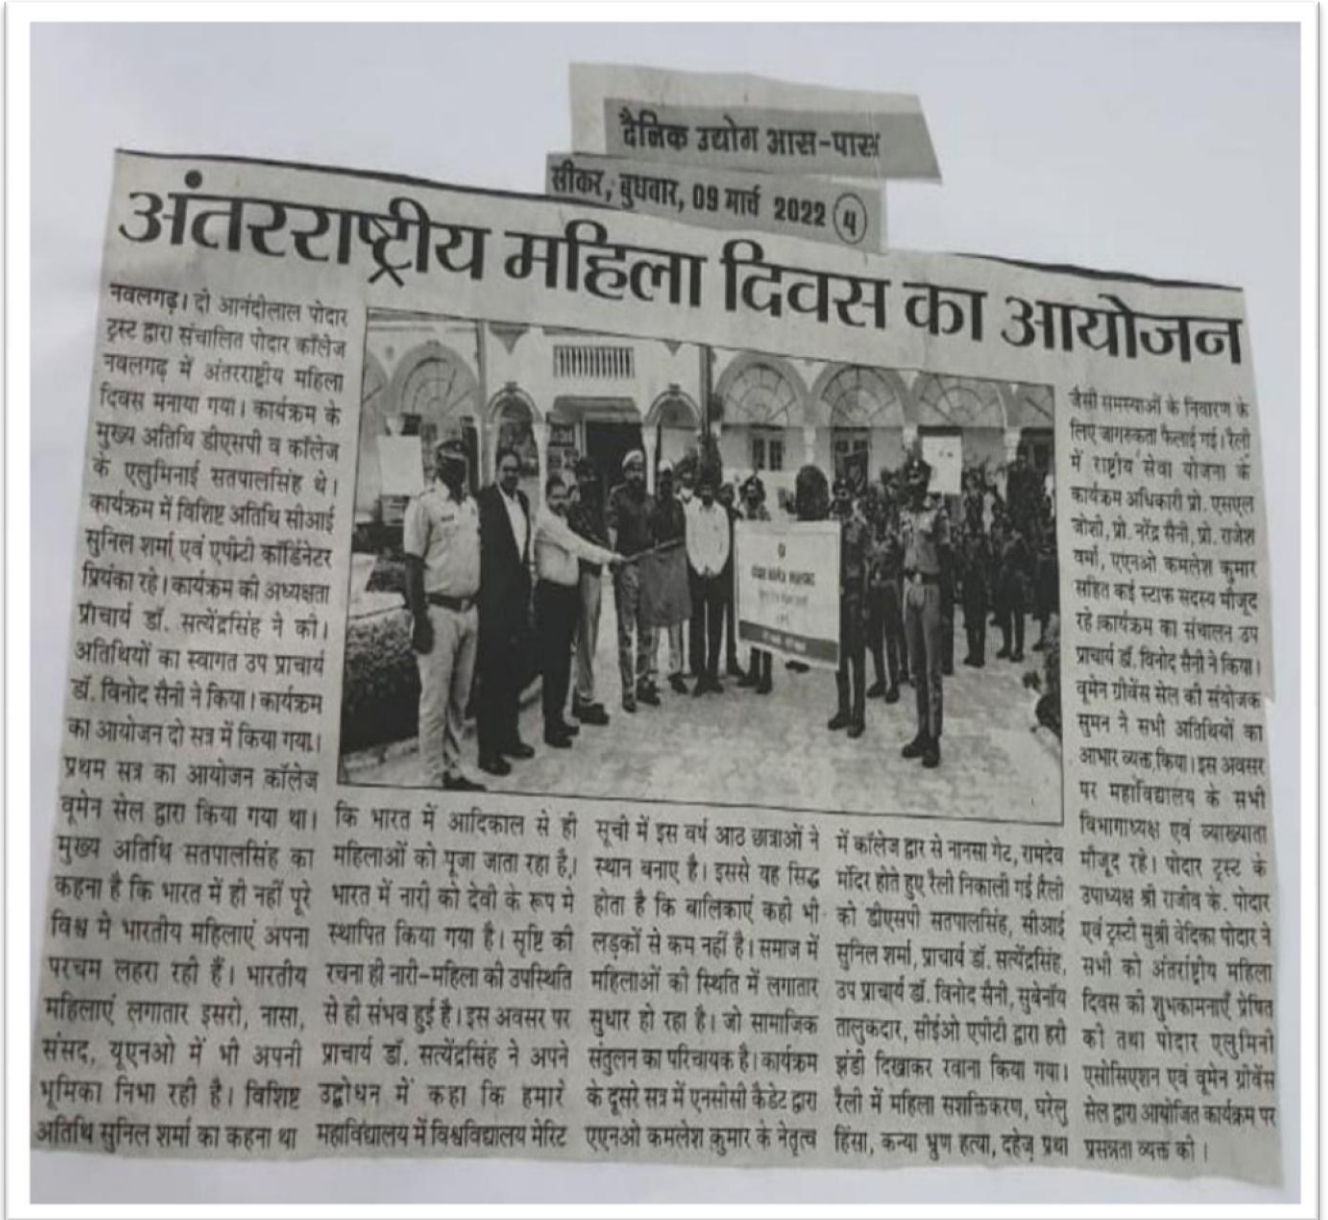 दैनिक उद्योग आस-पास
सीकर, बुधवार, 09 मार्च 2022 (4)
अंतरराष्ट्रीय महिला दिवस का आयोजन
नवलगढ़। दी आनंदीलाल पोदार
ट्रस्ट द्वारा संचालित पोदार कॉलेज
नवलगढ़ में अंतरराष्ट्रीय महिला
दिवस मनाया गया। कार्यक्रम के
मुख्य अतिथि डीएसपी व कॉलेज
के एलुमिनाई सतपालसिंह थे।
कार्यक्रम में विशिष्ट अतिथि सीआई
सुनिल शर्मा एवं एपीटी कॉर्डिनेटर
प्रियंका रहे। कार्यक्रम की अध्यक्षता
प्राचार्य डॉ. सत्येंद्रसिंह ने की।
अतिथियों का स्वागत उप प्राचार्य
डॉ. विनोद सैनी ने किया। कार्यक्रम
का आयोजन दो सत्र में किया गया।
प्रथम सत्र का आयोजन कॉलेज
वूमेन सेल द्वारा किया गया था।
मुख्य अतिथि सतपालसिंह का
कहना है कि भारत में ही नहीं पूरे
विश्व मे भारतीय महिलाएं अपना
परचम लहरा रही हैं। भारतीय
महिलाएं लगातार इसरो, नासा,
संसद, यूएनओ में भी अपनी
भूमिका निभा रही है। विशिष्ट
अतिथि सुनिल शर्मा का कहना था
कि भारत में आदिकाल से ही
महिलाओं को पूजा जाता रहा है।
भारत में नारी को देवी के रूप मे
स्थापित किया गया है। सृष्टि की
रचना ही नारी-महिला की उपस्थिति
से ही संभव हुई है। इस अवसर पर
प्राचार्य डॉ. सत्येंद्रसिंह ने अपने
उद्बोधन में कहा कि हमारे
महाविद्यालय में विश्वविद्यालय मेरिट
सूची में इस वर्ष आठ छात्राओं ने
स्थान बनाए है। इससे यह सिद्ध
होता है कि बालिकाएं कही भी
लड़कों से कम नहीं है। समाज में
महिलाओं की स्थिति में लगातार
सुधार हो रहा है। जो सामाजिक
संतुलन का परिचायक है। कार्यक्रम
के दूसरे सत्र में एनसीसी कैडेट द्वारा
एएनओ कमलेश कुमार के नेतृत्व
में कॉलेज द्वार से नानसा गेट, रामदेव
मंदिर होते हुए रैली निकाली गई रैली
को डीएसपी सतपालसिंह, सीआई
सुनिल शर्मा, प्राचार्य डॉ. सत्येंद्रसिंह,
उप प्राचार्य डॉ. विनोद सैनी, सुबेनॉय
तालुकदार, सीईओ एपीटी द्वारा हरी
झंडी दिखाकर रवाना किया गया।
रैली में महिला सशक्तिकरण, घरेलु
हिंसा, कन्या भ्रुण हत्या, दहेज प्रथा
जैसी समस्याओं के निवारण के
लिए जागरुकता फैलाई गई। रैली
में राष्ट्रीय सेवा योजना के
कार्यक्रम अधिकारी प्रो. एसएल
जोशी, प्रो. नरेंद्र सैनी, प्रो. राजेश
वर्मा, एएनओ कमलेश कुमार
सहित कई स्टाफ सदस्य मौजूद
रहे। कार्यक्रम का संचालन उप
प्राचार्य डॉ. विनोद सैनी ने किया।
वूमेन ग्रीवेंस सेल की संयोजक
सुमन ने सभी अतिथियों का
आभार व्यक्त किया। इस अवसर
पर महाविद्यालय के सभी
विभागाध्यक्ष एवं व्याख्याता
मौजूद रहे। पोदार ट्रस्ट के
उपाध्यक्ष श्री राजीव के. पोदार
एवं ट्रस्टी सुश्री वेदिका पोदार ने
सभी को अंतर्राष्ट्रीय महिला
दिवस की शुभकामनाएँ प्रेषित
की तथा पोदार एलुमिनी
एसोसिएशन एवं वूमेन ग्रीवेंस
सेल द्वारा आयोजित कार्यक्रम पर
प्रसन्नता व्यक्त की।